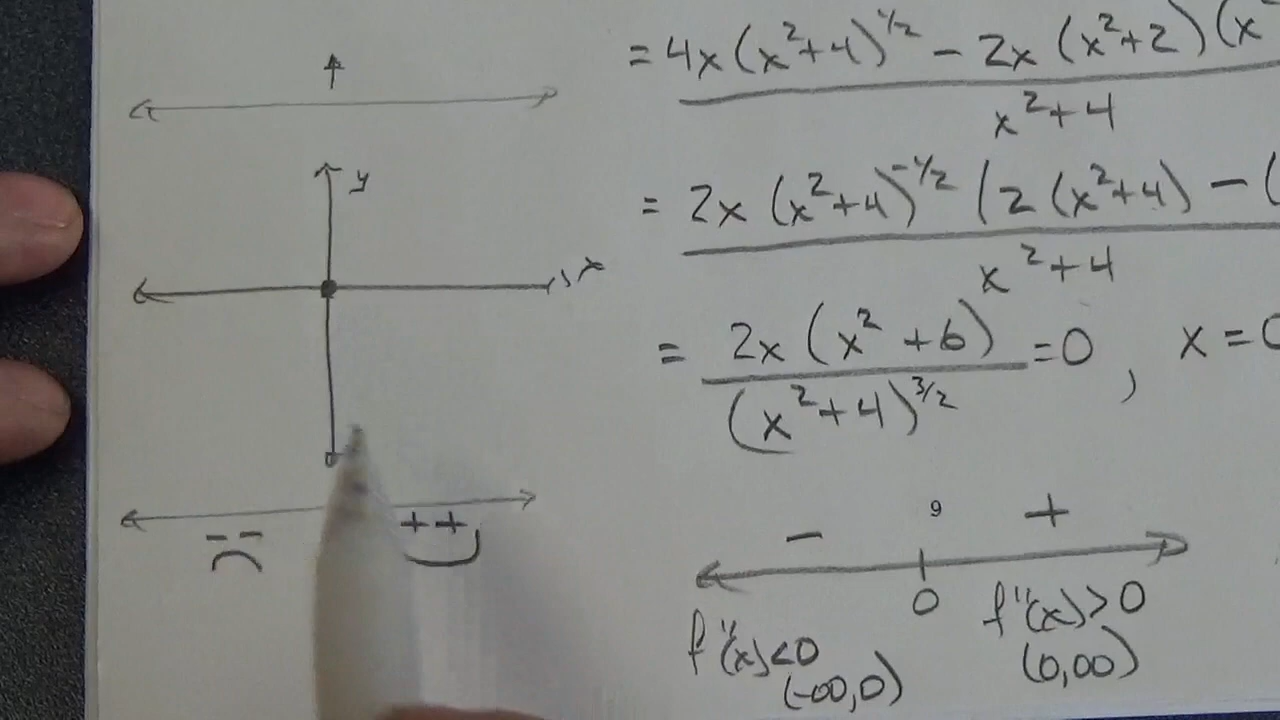 = 4x(x²+4)^½ − 2x(x²+2)(x²
x²+4
= 2x(x²+4)^-½ (2(x²+4) − (
x²+4
= 2x(x²+6) =0, x=0
(x²+4)^3/2
y
x
-- ++
− 9 +
0
f''(x)<0
(-∞,0)
f''(x)>0
(0,∞)